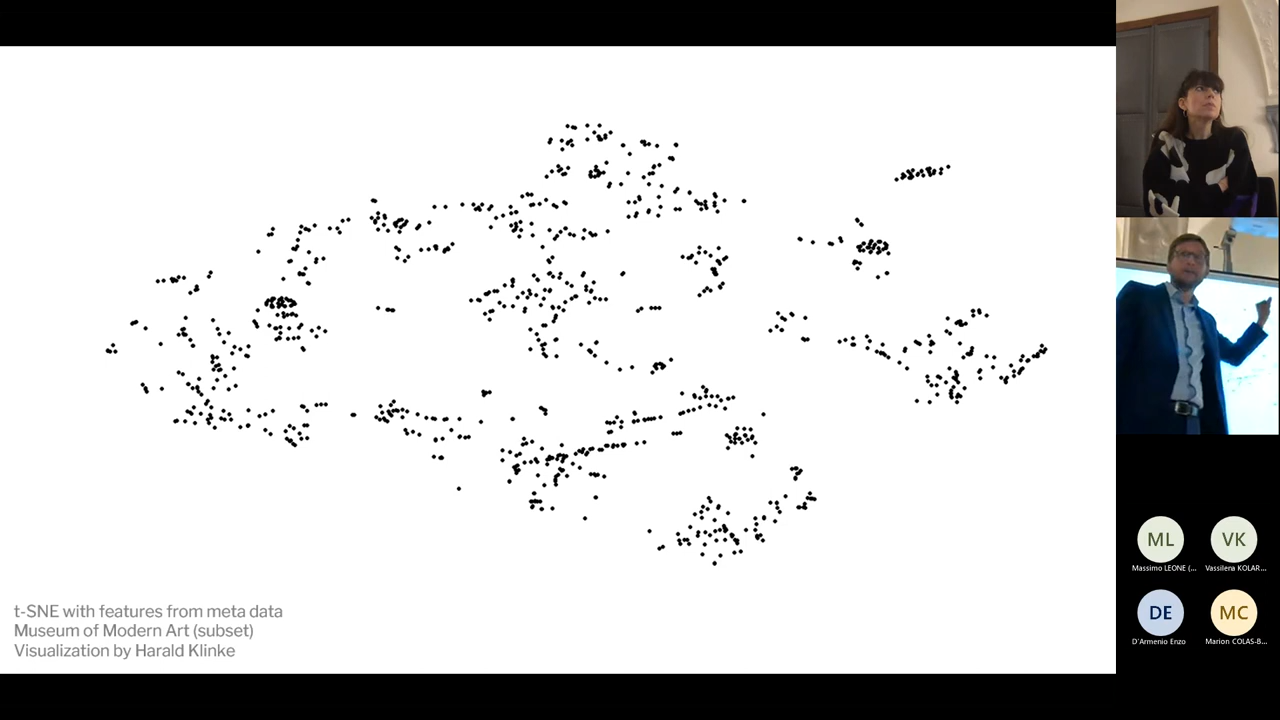 t-SNE with features from meta data
Museum of Modern Art (subset)
Visualization by Harald Klinke
ML
VK
Massimo LEONE (...
Vassilena KOLAR...
DE
MC
D'Armenio Enzo
Marion COLAS-B...